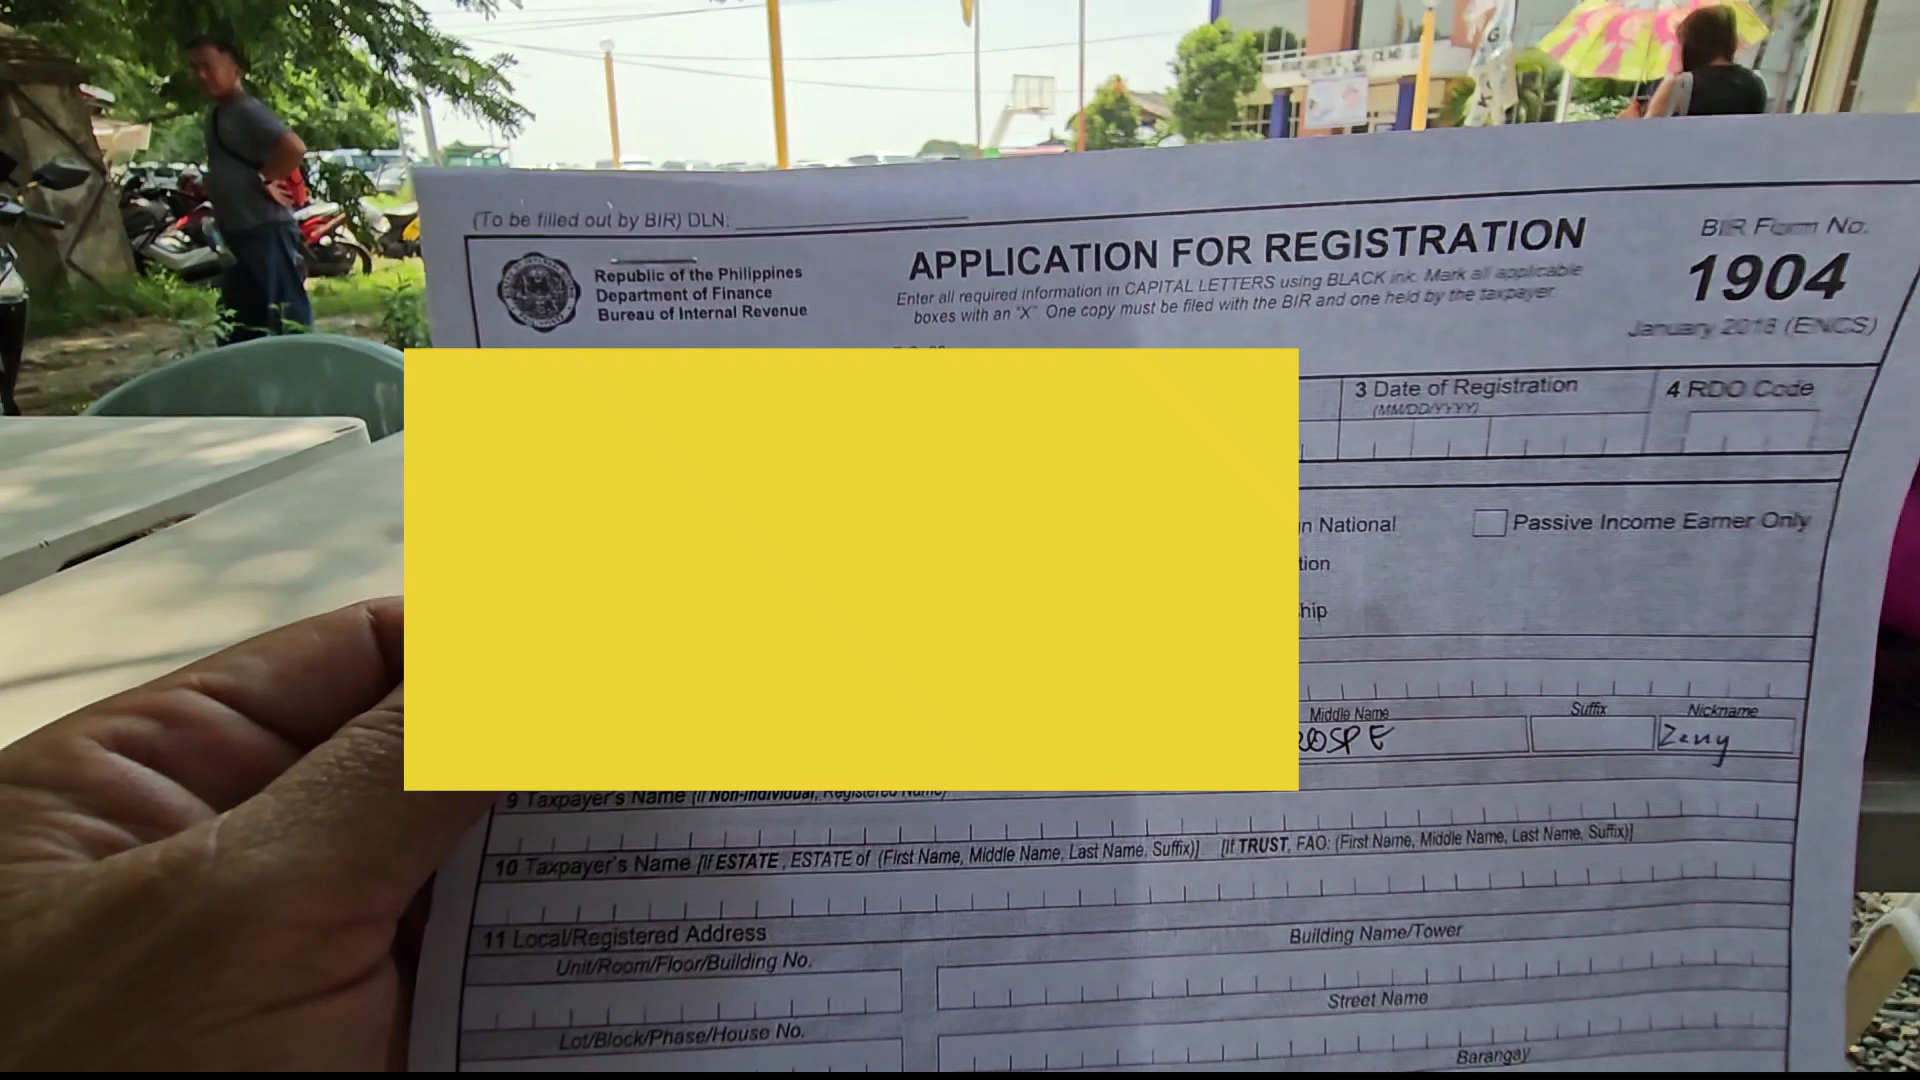 (To be filled out by BIR) DLN:
Republic of the Philippines
Department of Finance
Bureau of Internal Revenue
APPLICATION FOR REGISTRATION
Enter all required information in CAPITAL LETTERS using BLACK ink. Mark all applicable
boxes with an "X". One copy must be filed with the BIR and one held by the taxpayer.
BIR Form No.
1904
January 2018 (ENCS)
3 Date of Registration
(MM/DD/YYYY)
4 RDO Code
National
Passive Income Earner Only
Middle Name
Suffix
Nickname
Zeny
9 Taxpayer's Name (If Non-Individual, Registered Name)
10 Taxpayer's Name [If ESTATE, ESTATE of (First Name, Middle Name, Last Name, Suffix)] [If TRUST, FAO: (First Name, Middle Name, Last Name, Suffix)]
11 Local/Registered Address
Unit/Room/Floor/Building No.
Building Name/Tower
Street Name
Lot/Block/Phase/House No.
Barangay